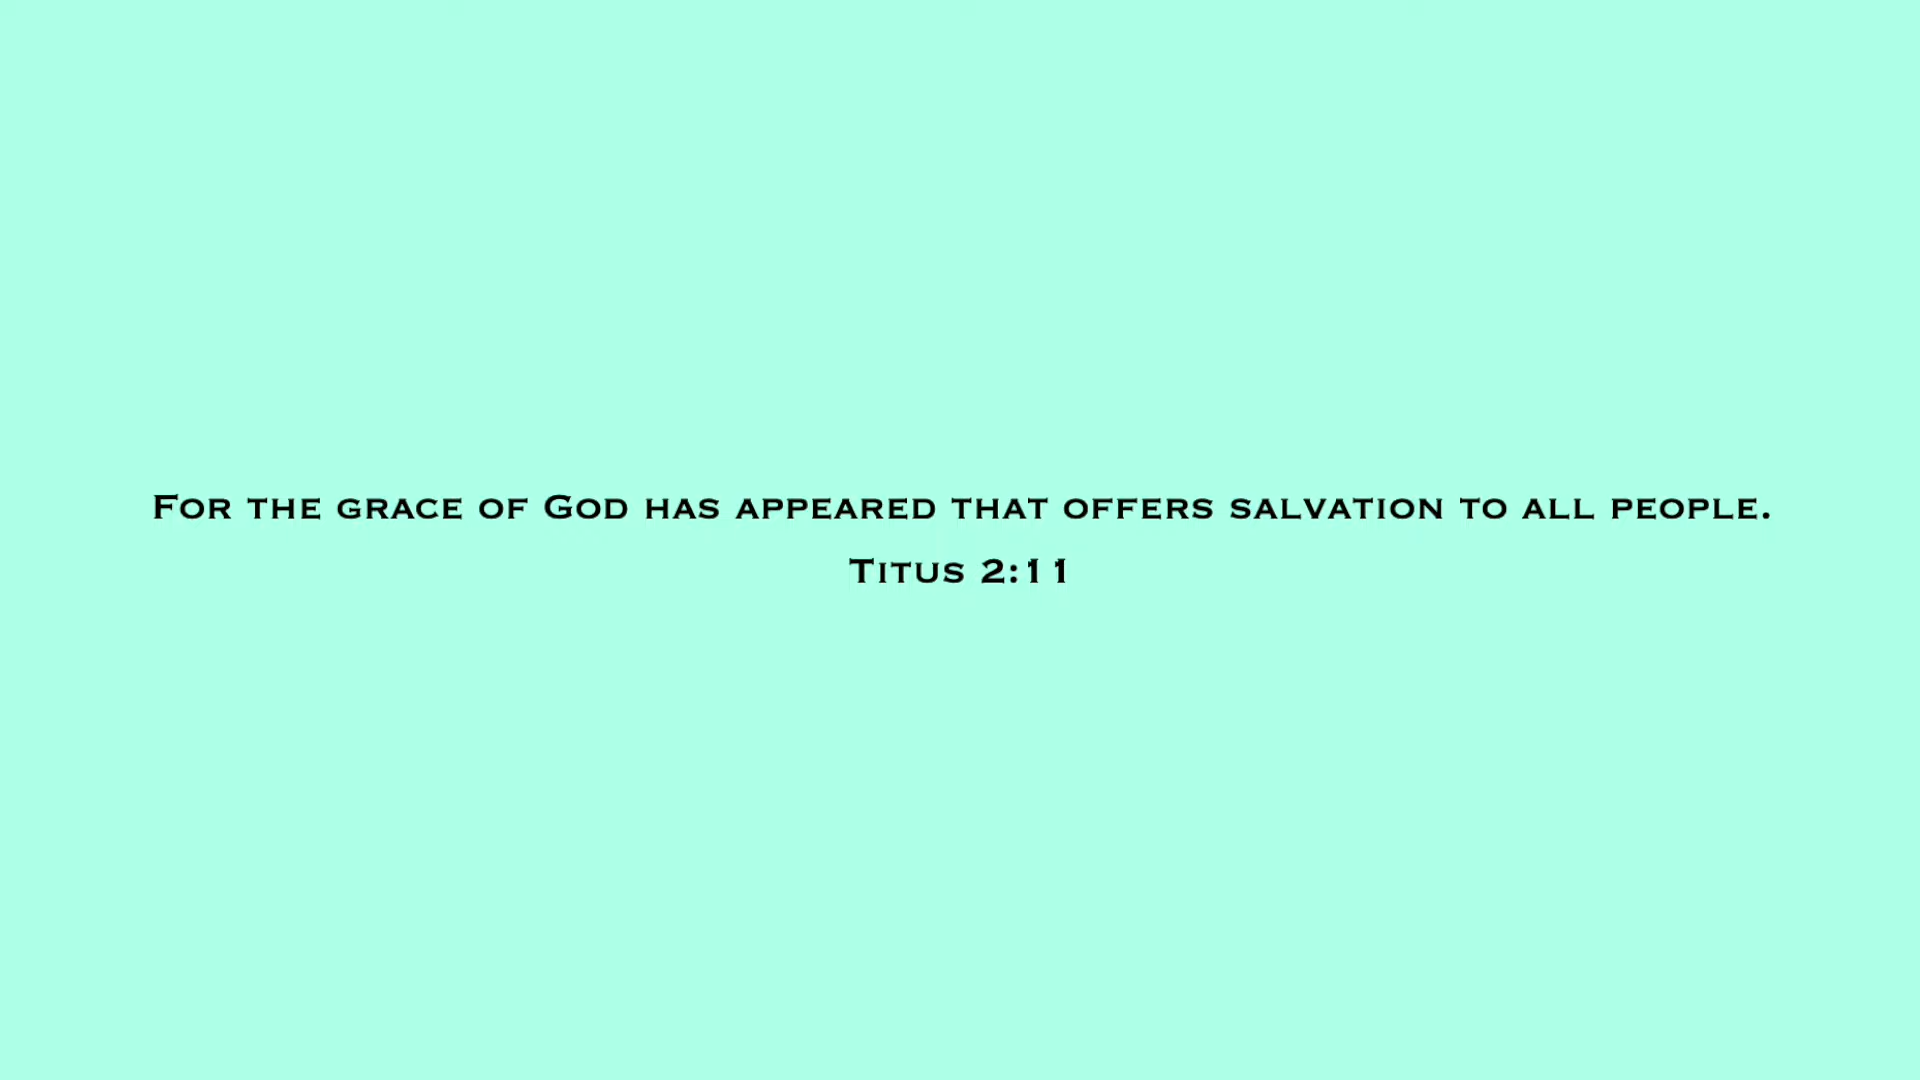 For the grace of God has appeared that offers salvation to all people.
Titus 2:11